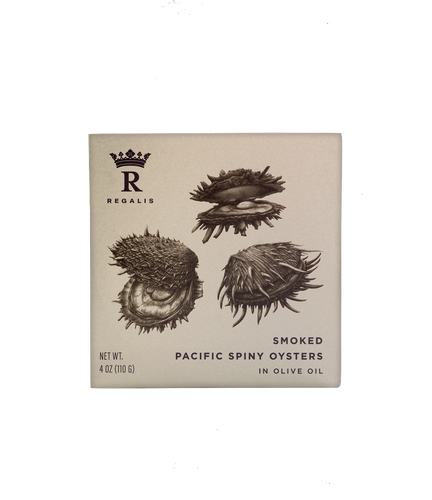 R
REGALIS
SMOKED
PACIFIC SPINY OYSTERS
IN OLIVE OIL
NET WT.
4 OZ (110 G)